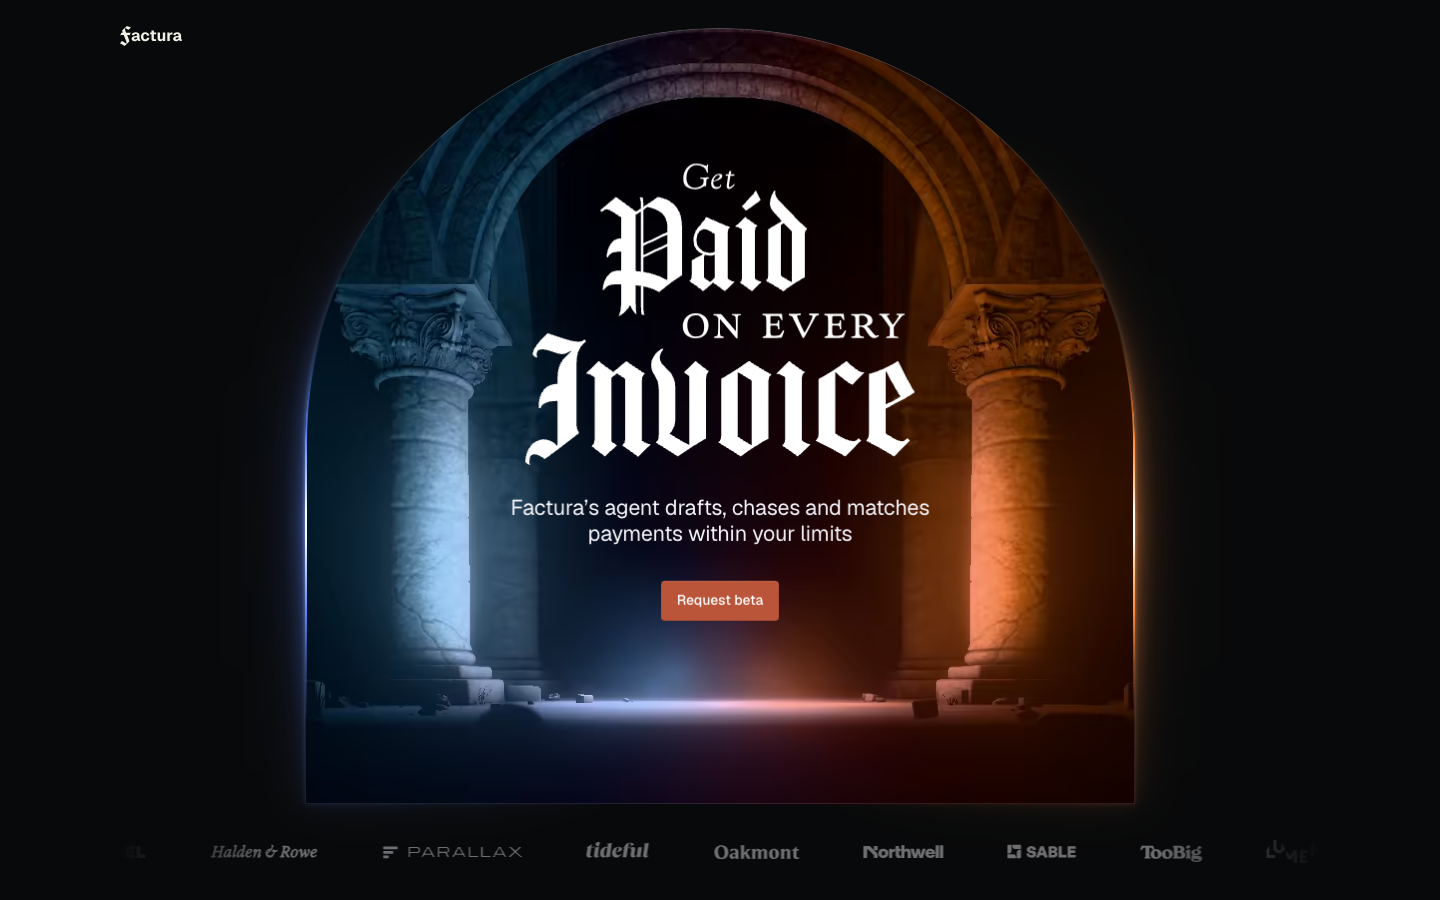 Factura
Get
Paid
ON EVERY
Invoice
Factura’s agent drafts, chases and matches
payments within your limits
Request beta
Halden & Rowe
PARALLAX
tideful
Oakmont
Northwell
SABLE
TooBig